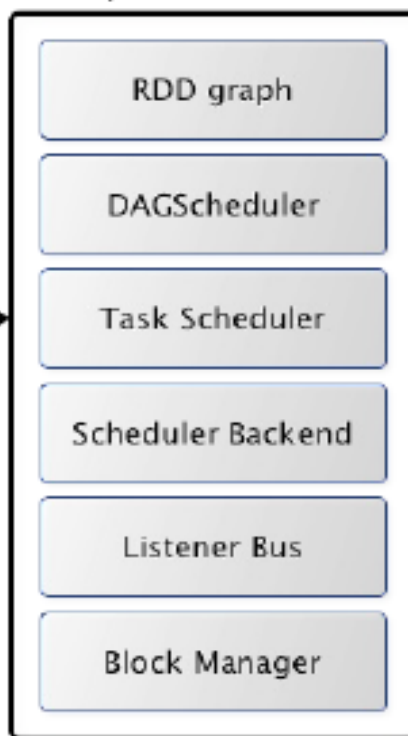 RDD graph
DAGScheduler
Task Scheduler
Scheduler Backend
Listener Bus
Block Manager